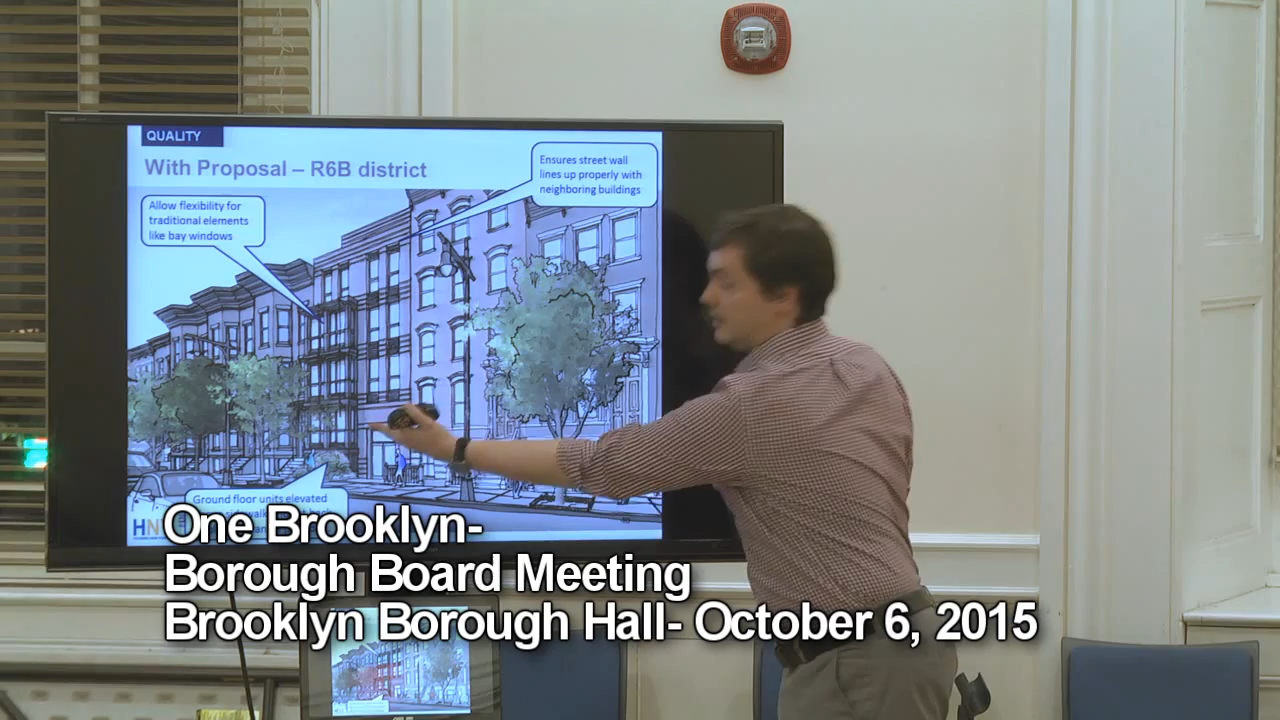 QUALITY
With Proposal – R6B district
Ensures street wall
lines up properly with
neighboring buildings
Allow flexibility for
traditional elements
like bay windows
Ground floor units elevated
HN
One Brooklyn-
Borough Board Meeting
Brooklyn Borough Hall- October 6, 2015